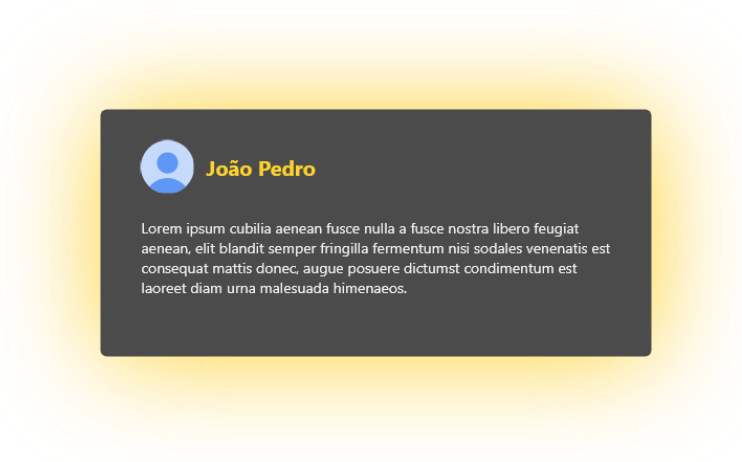 João Pedro
Lorem ipsum cubilia aenean fusce nulla a fusce nostra libero feugiat
aenean, elit blandit semper fringilla fermentum nisi sodales venenatis est
consequat mattis donec, augue posuere dictumst condimentum est
laoreet diam urna malesuada himenaeos.